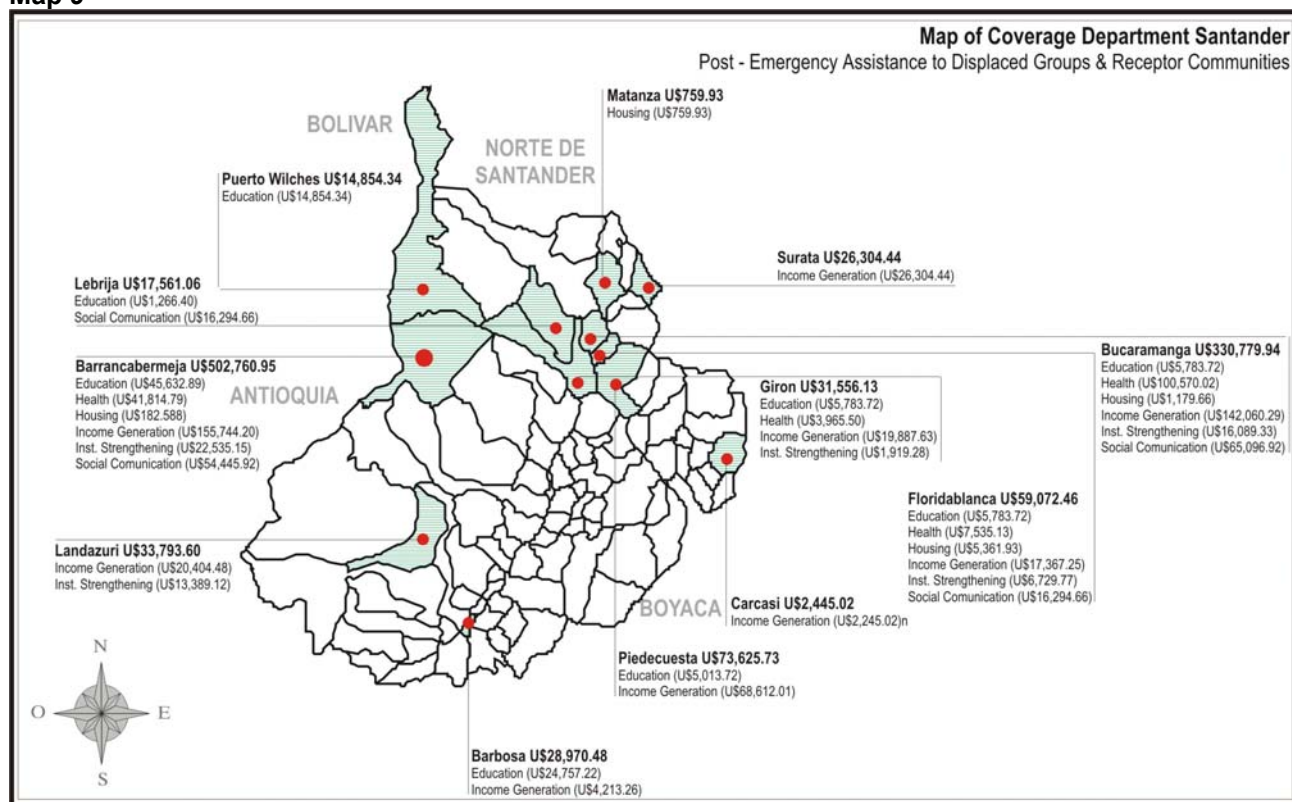 Map of Coverage Department Santander
Post - Emergency Assistance to Displaced Groups & Receptor Communities
BOLIVAR
NORTE DE
SANTANDER
ANTIOQUIA
BOYACA
Matanza U$759.93
Housing (U$759.93)
Puerto Wilches U$14,854.34
Education (U$14,854.34)
Surata U$26,304.44
Income Generation (U$26,304.44)
Lebrija U$17,561.06
Education (U$1,266.40)
Social Comunication (U$16,294.66)
Barrancabermeja U$502,760.95
Education (U$45,632.89)
Health (U$41,814.79)
Housing (U$182.588)
Income Generation (U$155,744.20)
Inst. Strengthening (U$22,535.15)
Social Comunication (U$54,445.92)
Bucaramanga U$330,779.94
Education (U$5,783.72)
Health (U$100,570.02)
Housing (U$1,179.66)
Income Generation (U$142,060.29)
Inst. Strengthening (U$16,089.33)
Social Comunication (U$65,096.92)
Giron U$31,556.13
Education (U$5,783.72)
Health (U$3,965.50)
Income Generation (U$19,887.63)
Inst. Strengthening (U$1,919.28)
Floridablanca U$59,072.46
Education (U$5,783.72)
Health (U$7,535.13)
Housing (U$5,361.93)
Income Generation (U$17,367.25)
Inst. Strengthening (U$6,729.77)
Social Comunication (U$16,294.66)
Landazuri U$33,793.60
Income Generation (U$20,404.48)
Inst. Strengthening (U$13,389.12)
Carcasi U$2,445.02
Income Generation (U$2,245.02)n
Piedecuesta U$73,625.73
Education (U$5,013.72)
Income Generation (U$68,612.01)
Barbosa U$28,970.48
Education (U$24,757.22)
Income Generation (U$4,213.26)
N
O
E
S